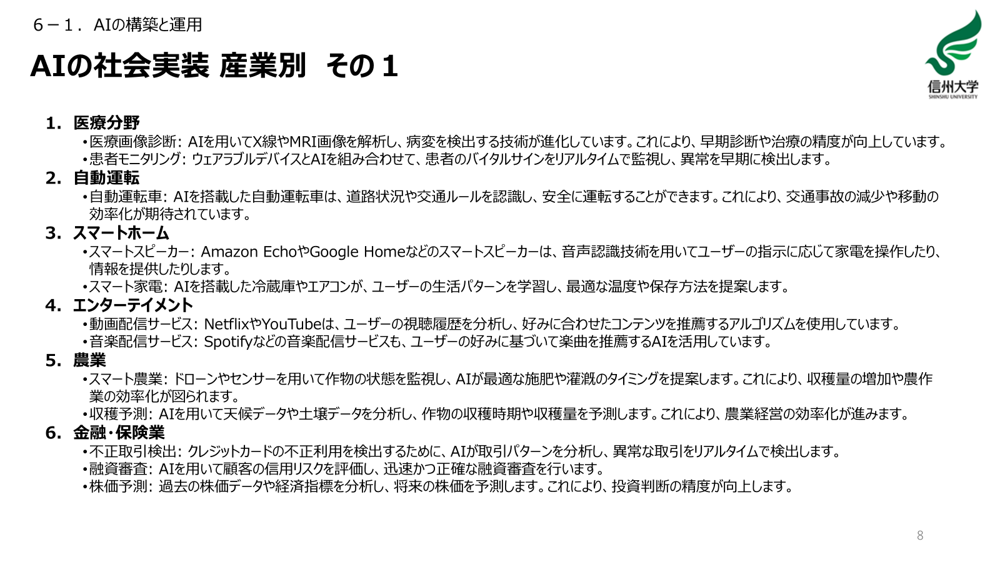 ６－１．AIの構築と運用
AIの社会実装 産業別　その１
信州大学
SHINSHU UNIVERSITY
1. 医療分野
•医療画像診断: AIを用いてX線やMRI画像を解析し、病変を検出する技術が進化しています。これにより、早期診断や治療の精度が向上しています。
•患者モニタリング: ウェアラブルデバイスとAIを組み合わせて、患者のバイタルサインをリアルタイムで監視し、異常を早期に検出します。
2. 自動運転
•自動運転車: AIを搭載した自動運転車は、道路状況や交通ルールを認識し、安全に運転することができます。これにより、交通事故の減少や移動の
効率化が期待されています。
3. スマートホーム
•スマートスピーカー: Amazon EchoやGoogle Homeなどのスマートスピーカーは、音声認識技術を用いてユーザーの指示に応じて家電を操作したり、
情報を提供したりします。
•スマート家電: AIを搭載した冷蔵庫やエアコンが、ユーザーの生活パターンを学習し、最適な温度や保存方法を提案します。
4. エンターテイメント
•動画配信サービス: NetflixやYouTubeは、ユーザーの視聴履歴を分析し、好みに合わせたコンテンツを推薦するアルゴリズムを使用しています。
•音楽配信サービス: Spotifyなどの音楽配信サービスも、ユーザーの好みに基づいて楽曲を推薦するAIを活用しています。
5. 農業
•スマート農業: ドローンやセンサーを用いて作物の状態を監視し、AIが最適な施肥や灌漑のタイミングを提案します。これにより、収穫量の増加や農作
業の効率化が図られます。
•収穫予測: AIを用いて天候データや土壌データを分析し、作物の収穫時期や収穫量を予測します。これにより、農業経営の効率化が進みます。
6. 金融・保険業
•不正取引検出: クレジットカードの不正利用を検出するために、AIが取引パターンを分析し、異常な取引をリアルタイムで検出します。
•融資審査: AIを用いて顧客の信用リスクを評価し、迅速かつ正確な融資審査を行います。
•株価予測: 過去の株価データや経済指標を分析し、将来の株価を予測します。これにより、投資判断の精度が向上します。
8